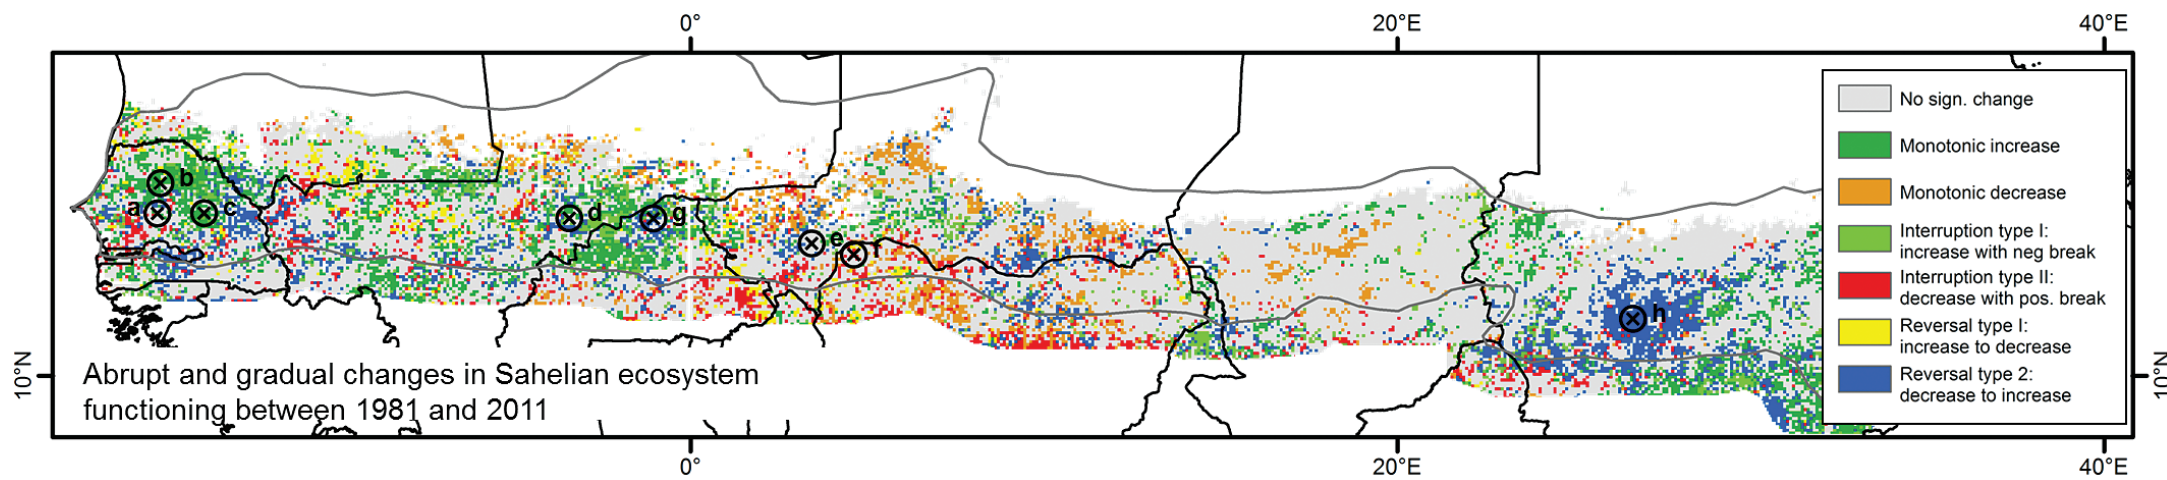 0°
20°E
40°E
No sign. change
Monotonic increase
Monotonic decrease
Interruption type I:
increase with neg break
Interruption type II:
decrease with pos. break
Reversal type I:
increase to decrease
Reversal type 2:
decrease to increase
b
a
c
d
g
e
f
h
10°N
10°N
Abrupt and gradual changes in Sahelian ecosystem
functioning between 1981 and 2011
0°
20°E
40°E